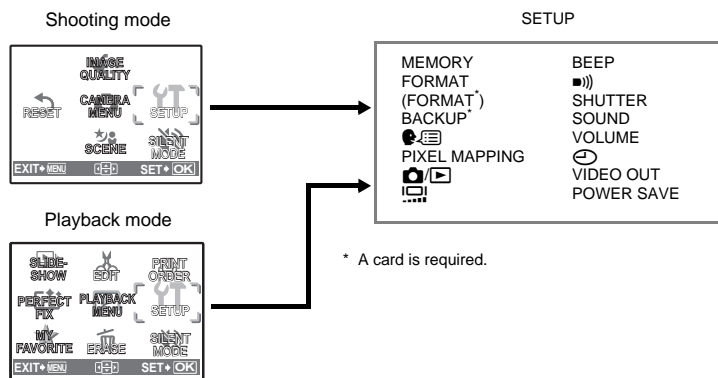 Shooting mode
IMAGE
QUALITY
RESET
CAMERA
MENU
SETUP
SCENE
SILENT
MODE
EXIT MENU
SET OK
Playback mode
SLIDE-
SHOW
EDIT
PRINT
ORDER
PERFECT
FIX
PLAYBACK
MENU
SETUP
MY
FAVORITE
ERASE
SILENT
MODE
EXIT MENU
SET OK
SETUP
MEMORY
FORMAT
(FORMAT*)
BACKUP*
PIXEL MAPPING
/
BEEP
SHUTTER
SOUND
VOLUME
VIDEO OUT
POWER SAVE
* A card is required.